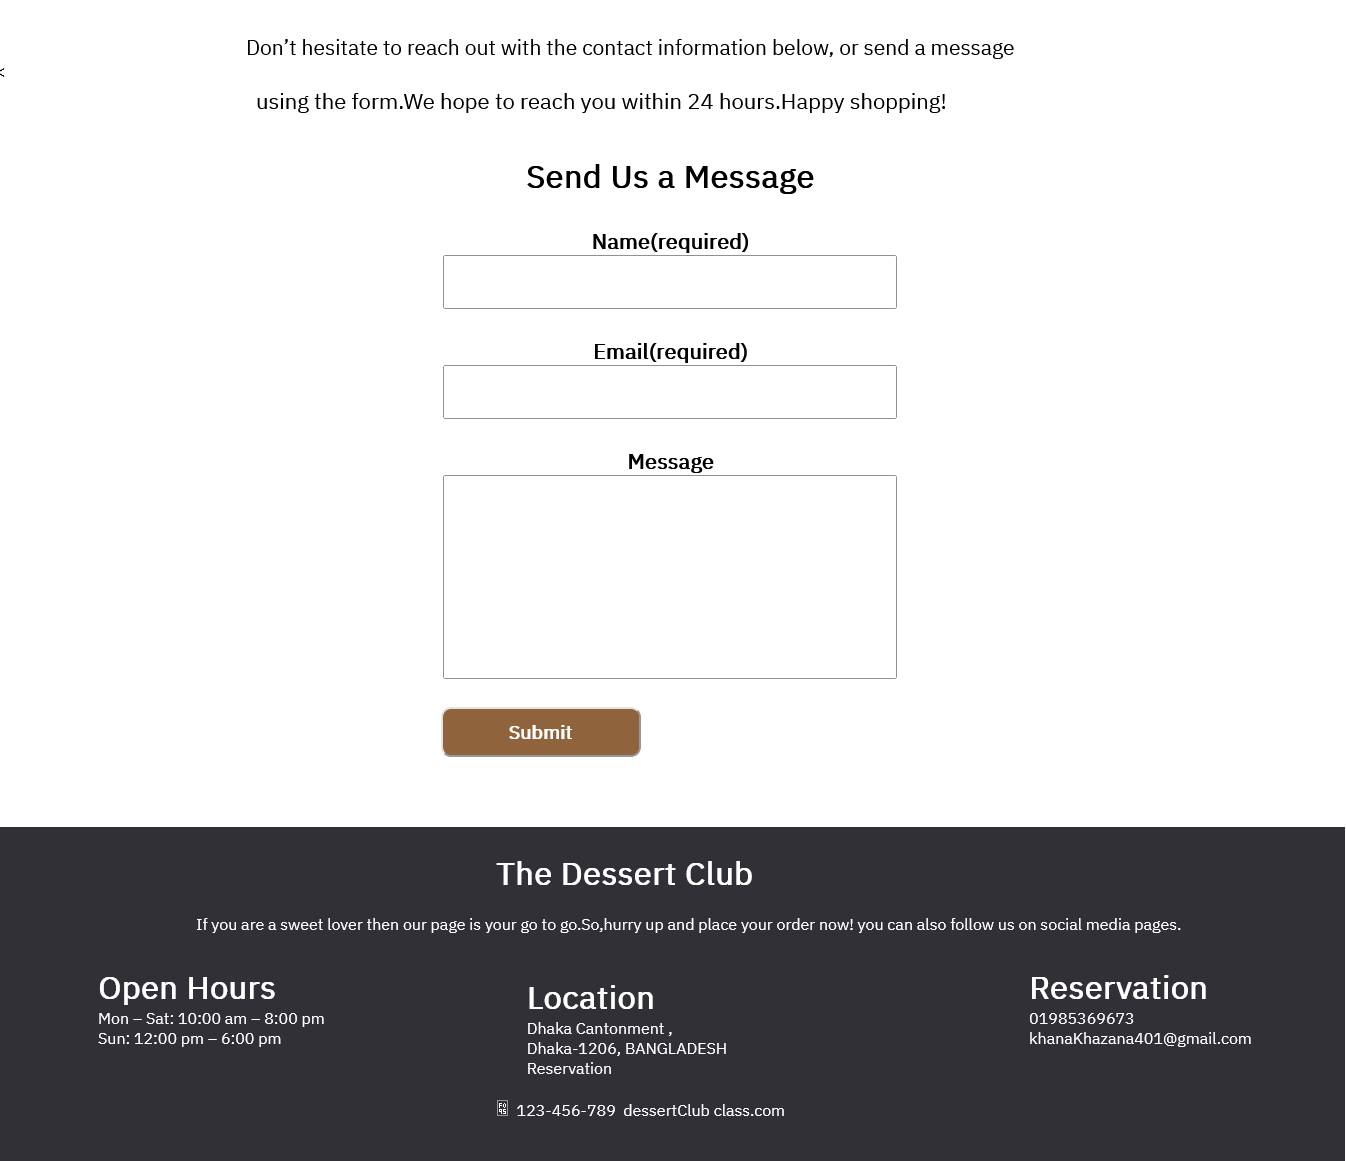 Don’t hesitate to reach out with the contact information below, or send a message
<
using the form.We hope to reach you within 24 hours.Happy shopping!
Send Us a Message
Name(required)
Email(required)
Message
Submit
The Dessert Club
If you are a sweet lover then our page is your go to go.So,hurry up and place your order now! you can also follow us on social media pages.
Open Hours
Mon – Sat: 10:00 am – 8:00 pm
Sun: 12:00 pm – 6:00 pm
Location
Dhaka Cantonment ,
Dhaka-1206, BANGLADESH
Reservation
Reservation
01985369673
khanaKhazana401@gmail.com
123-456-789 dessertClub class.com